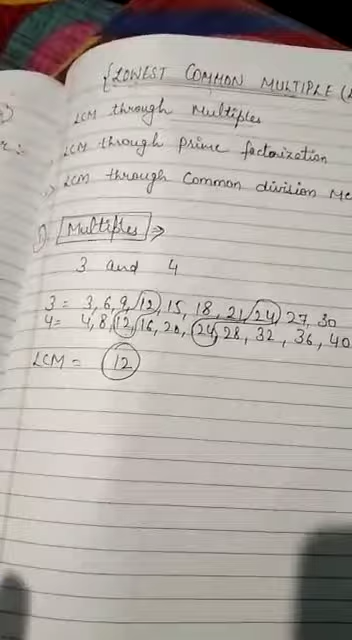 {LOWEST COMMON MULTIPLE (
LCM through Multiples
LCM through prime factorization
LCM through Common division Me
1) Multiples ⇒
3 and 4
3 = 3, 6, 9, 12, 15, 18, 21, 24, 27, 30
4 = 4, 8, 12, 16, 20, 24, 28, 32, 36, 40
LCM = 12